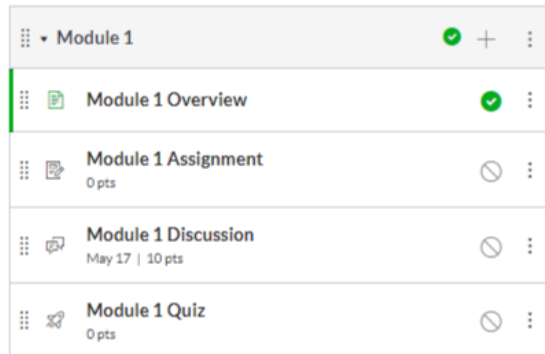 Module 1
Module 1 Overview
Module 1 Assignment
0 pts
Module 1 Discussion
May 17 | 10 pts
Module 1 Quiz
0 pts